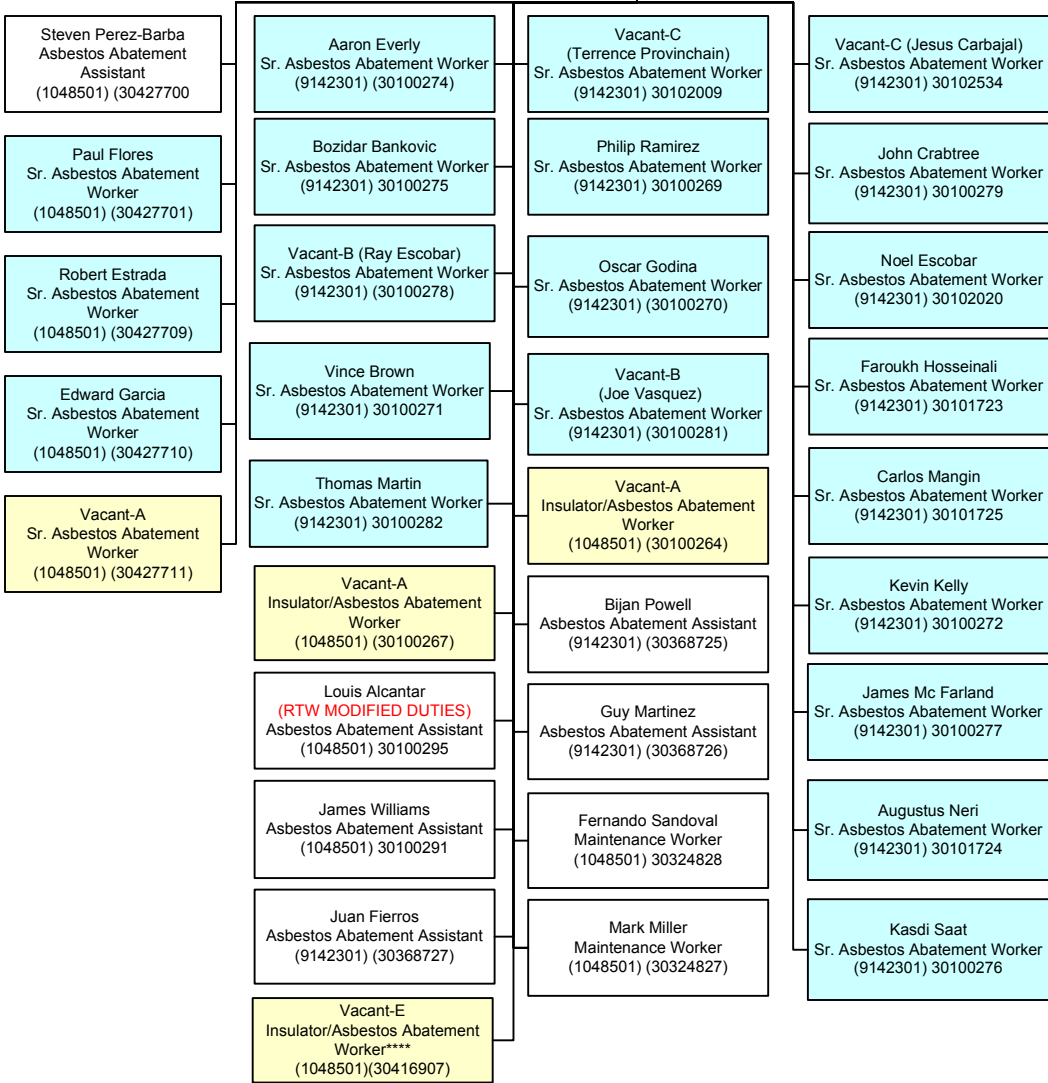 Steven Perez-Barba
Asbestos Abatement
Assistant
(1048501) (30427700
Paul Flores
Sr. Asbestos Abatement
Worker
(1048501) (30427701)
Robert Estrada
Sr. Asbestos Abatement
Worker
(1048501) (30427709)
Edward Garcia
Sr. Asbestos Abatement
Worker
(1048501) (30427710)
Vacant-A
Sr. Asbestos Abatement
Worker
(1048501) (30427711)
Aaron Everly
Sr. Asbestos Abatement Worker
(9142301) (30100274)
Bozidar Bankovic
Sr. Asbestos Abatement Worker
(9142301) 30100275
Vacant-B (Ray Escobar)
Sr. Asbestos Abatement Worker
(9142301) (30100278)
Vince Brown
Sr. Asbestos Abatement Worker
(9142301) 30100271
Thomas Martin
Sr. Asbestos Abatement Worker
(9142301) 30100282
Vacant-A
Insulator/Asbestos Abatement
Worker
(1048501) (30100267)
Louis Alcantar
(RTW MODIFIED DUTIES)
Asbestos Abatement Assistant
(1048501) 30100295
James Williams
Asbestos Abatement Assistant
(1048501) 30100291
Juan Fierros
Asbestos Abatement Assistant
(9142301) (30368727)
Vacant-E
Insulator/Asbestos Abatement
Worker****
(1048501)(30416907)
Vacant-C
(Terrence Provinchain)
Sr. Asbestos Abatement Worker
(9142301) 30102009
Philip Ramirez
Sr. Asbestos Abatement Worker
(9142301) 30100269
Oscar Godina
Sr. Asbestos Abatement Worker
(9142301) (30100270)
Vacant-B
(Joe Vasquez)
Sr. Asbestos Abatement Worker
(9142301) (30100281)
Vacant-A
Insulator/Asbestos Abatement
Worker
(1048501) (30100264)
Bijan Powell
Asbestos Abatement Assistant
(9142301) (30368725)
Guy Martinez
Asbestos Abatement Assistant
(9142301) (30368726)
Fernando Sandoval
Maintenance Worker
(1048501) 30324828
Mark Miller
Maintenance Worker
(1048501) (30324827)
Vacant-C (Jesus Carbajal)
Sr. Asbestos Abatement Worker
(9142301) 30102534
John Crabtree
Sr. Asbestos Abatement Worker
(9142301) 30100279
Noel Escobar
Sr. Asbestos Abatement Worker
(9142301) 30102020
Faroukh Hosseinali
Sr. Asbestos Abatement Worker
(9142301) 30101723
Carlos Mangin
Sr. Asbestos Abatement Worker
(9142301) 30101725
Kevin Kelly
Sr. Asbestos Abatement Worker
(9142301) 30100272
James Mc Farland
Sr. Asbestos Abatement Worker
(9142301) 30100277
Augustus Neri
Sr. Asbestos Abatement Worker
(9142301) 30101724
Kasdi Saat
Sr. Asbestos Abatement Worker
(9142301) 30100276